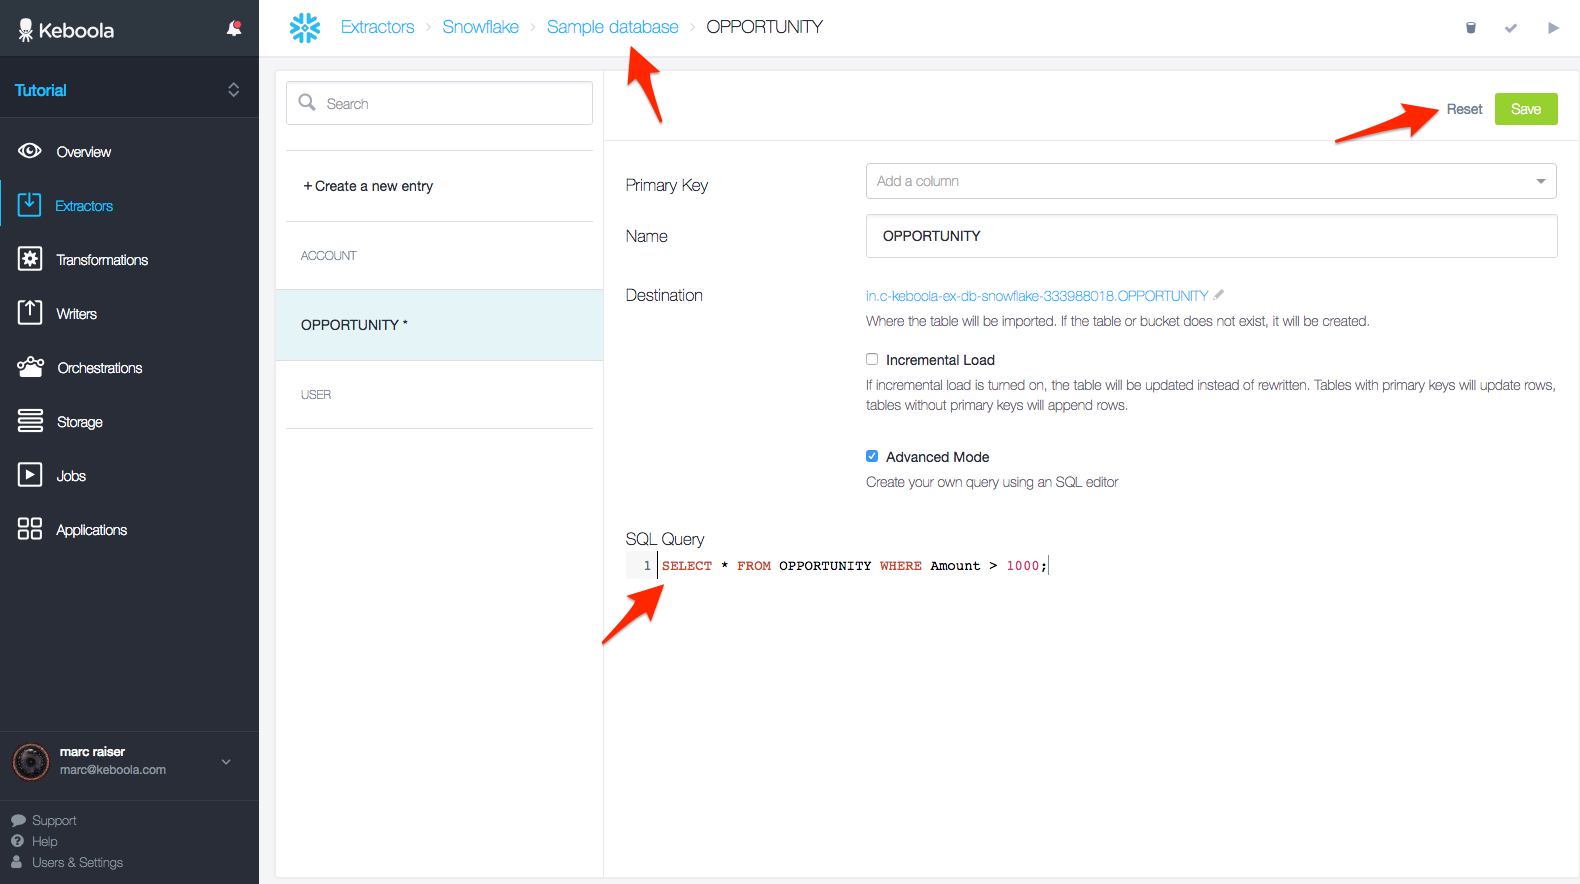 Keboola
Extractors › Snowflake › Sample database › OPPORTUNITY
Tutorial
Overview
Extractors
Transformations
Writers
Orchestrations
Storage
Jobs
Applications
marc raiser
marc@keboola.com
Support
Help
Users & Settings
Search
+ Create a new entry
ACCOUNT
OPPORTUNITY *
USER
Reset
Save
Primary Key
Add a column
Name
OPPORTUNITY
Destination
in.c-keboola-ex-db-snowflake-333988018.OPPORTUNITY
Where the table will be imported. If the table or bucket does not exist, it will be created.
Incremental Load
If incremental load is turned on, the table will be updated instead of rewritten. Tables with primary keys will update rows,
tables without primary keys will append rows.
Advanced Mode
Create your own query using an SQL editor
SQL Query
1 SELECT * FROM OPPORTUNITY WHERE Amount > 1000;